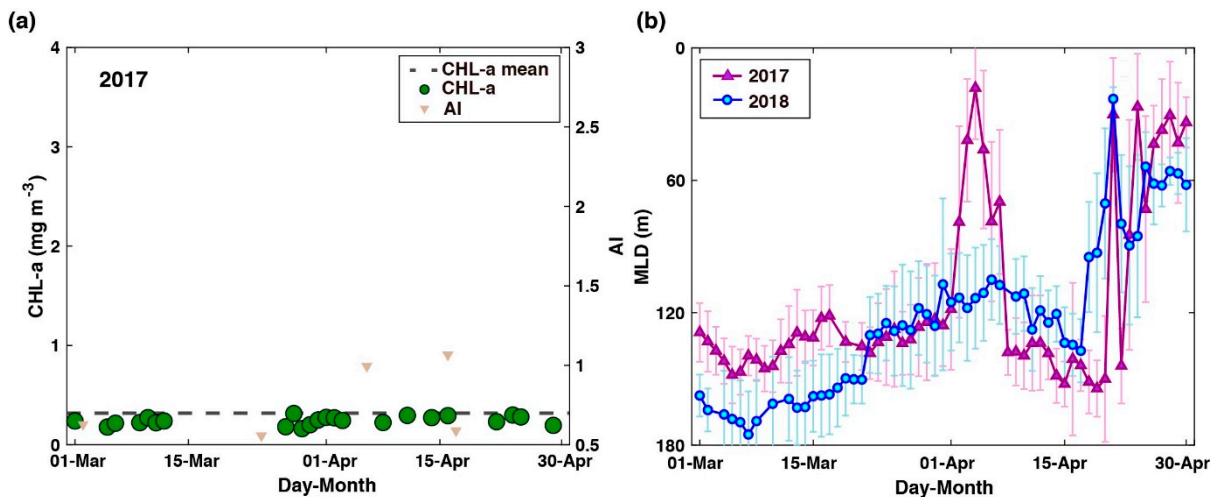 (a)
4
3
2
1
0
CHL-a (mg m⁻³)
2017
CHL-a mean
CHL-a
AI
3
2.5
2
1.5
1
0.5
AI
01-Mar
15-Mar
01-Apr
15-Apr
30-Apr
Day-Month
(b)
0
60
120
180
MLD (m)
2017
2018
01-Mar
15-Mar
01-Apr
15-Apr
30-Apr
Day-Month